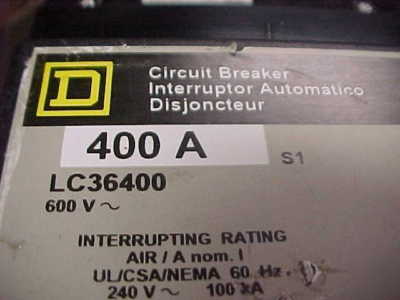 D
Circuit Breaker
Interruptor Automático
Disjoncteur
400 A
S1
LC36400
600 V ~
INTERRUPTING RATING
AIR / A nom. I
UL/CSA/NEMA 60 Hz
240 V ~ 100 kA